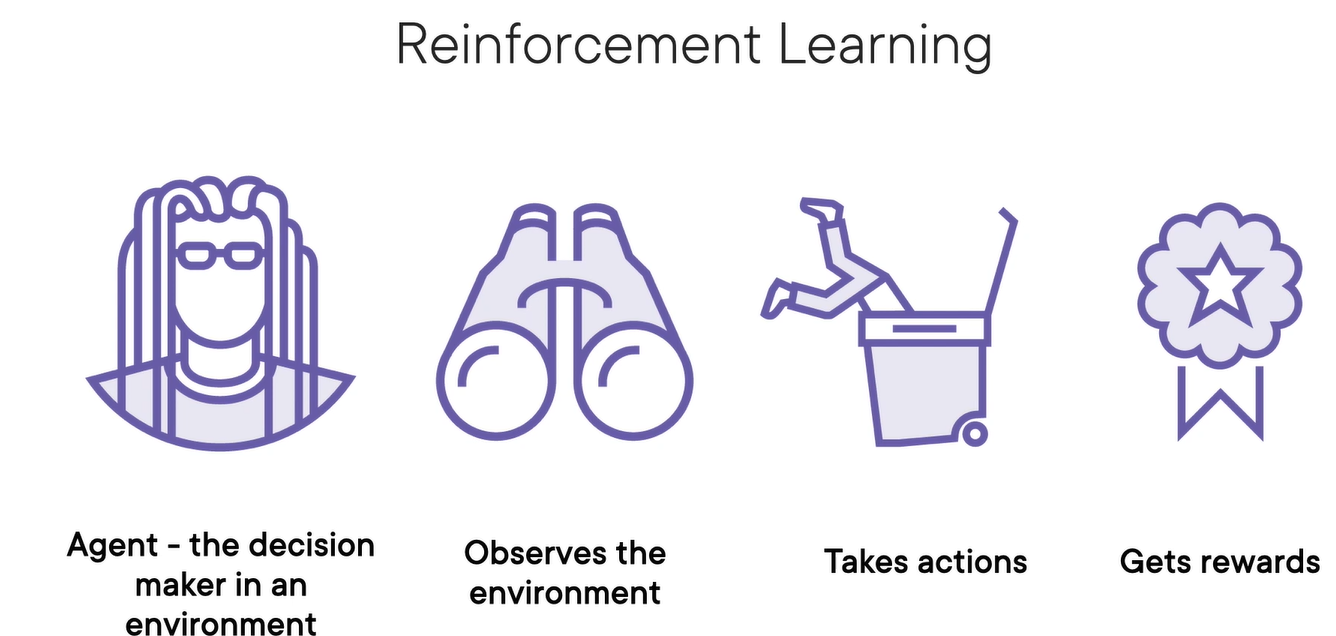 Reinforcement Learning
Agent - the decision
maker in an
environment
Observes the
environment
Takes actions
Gets rewards